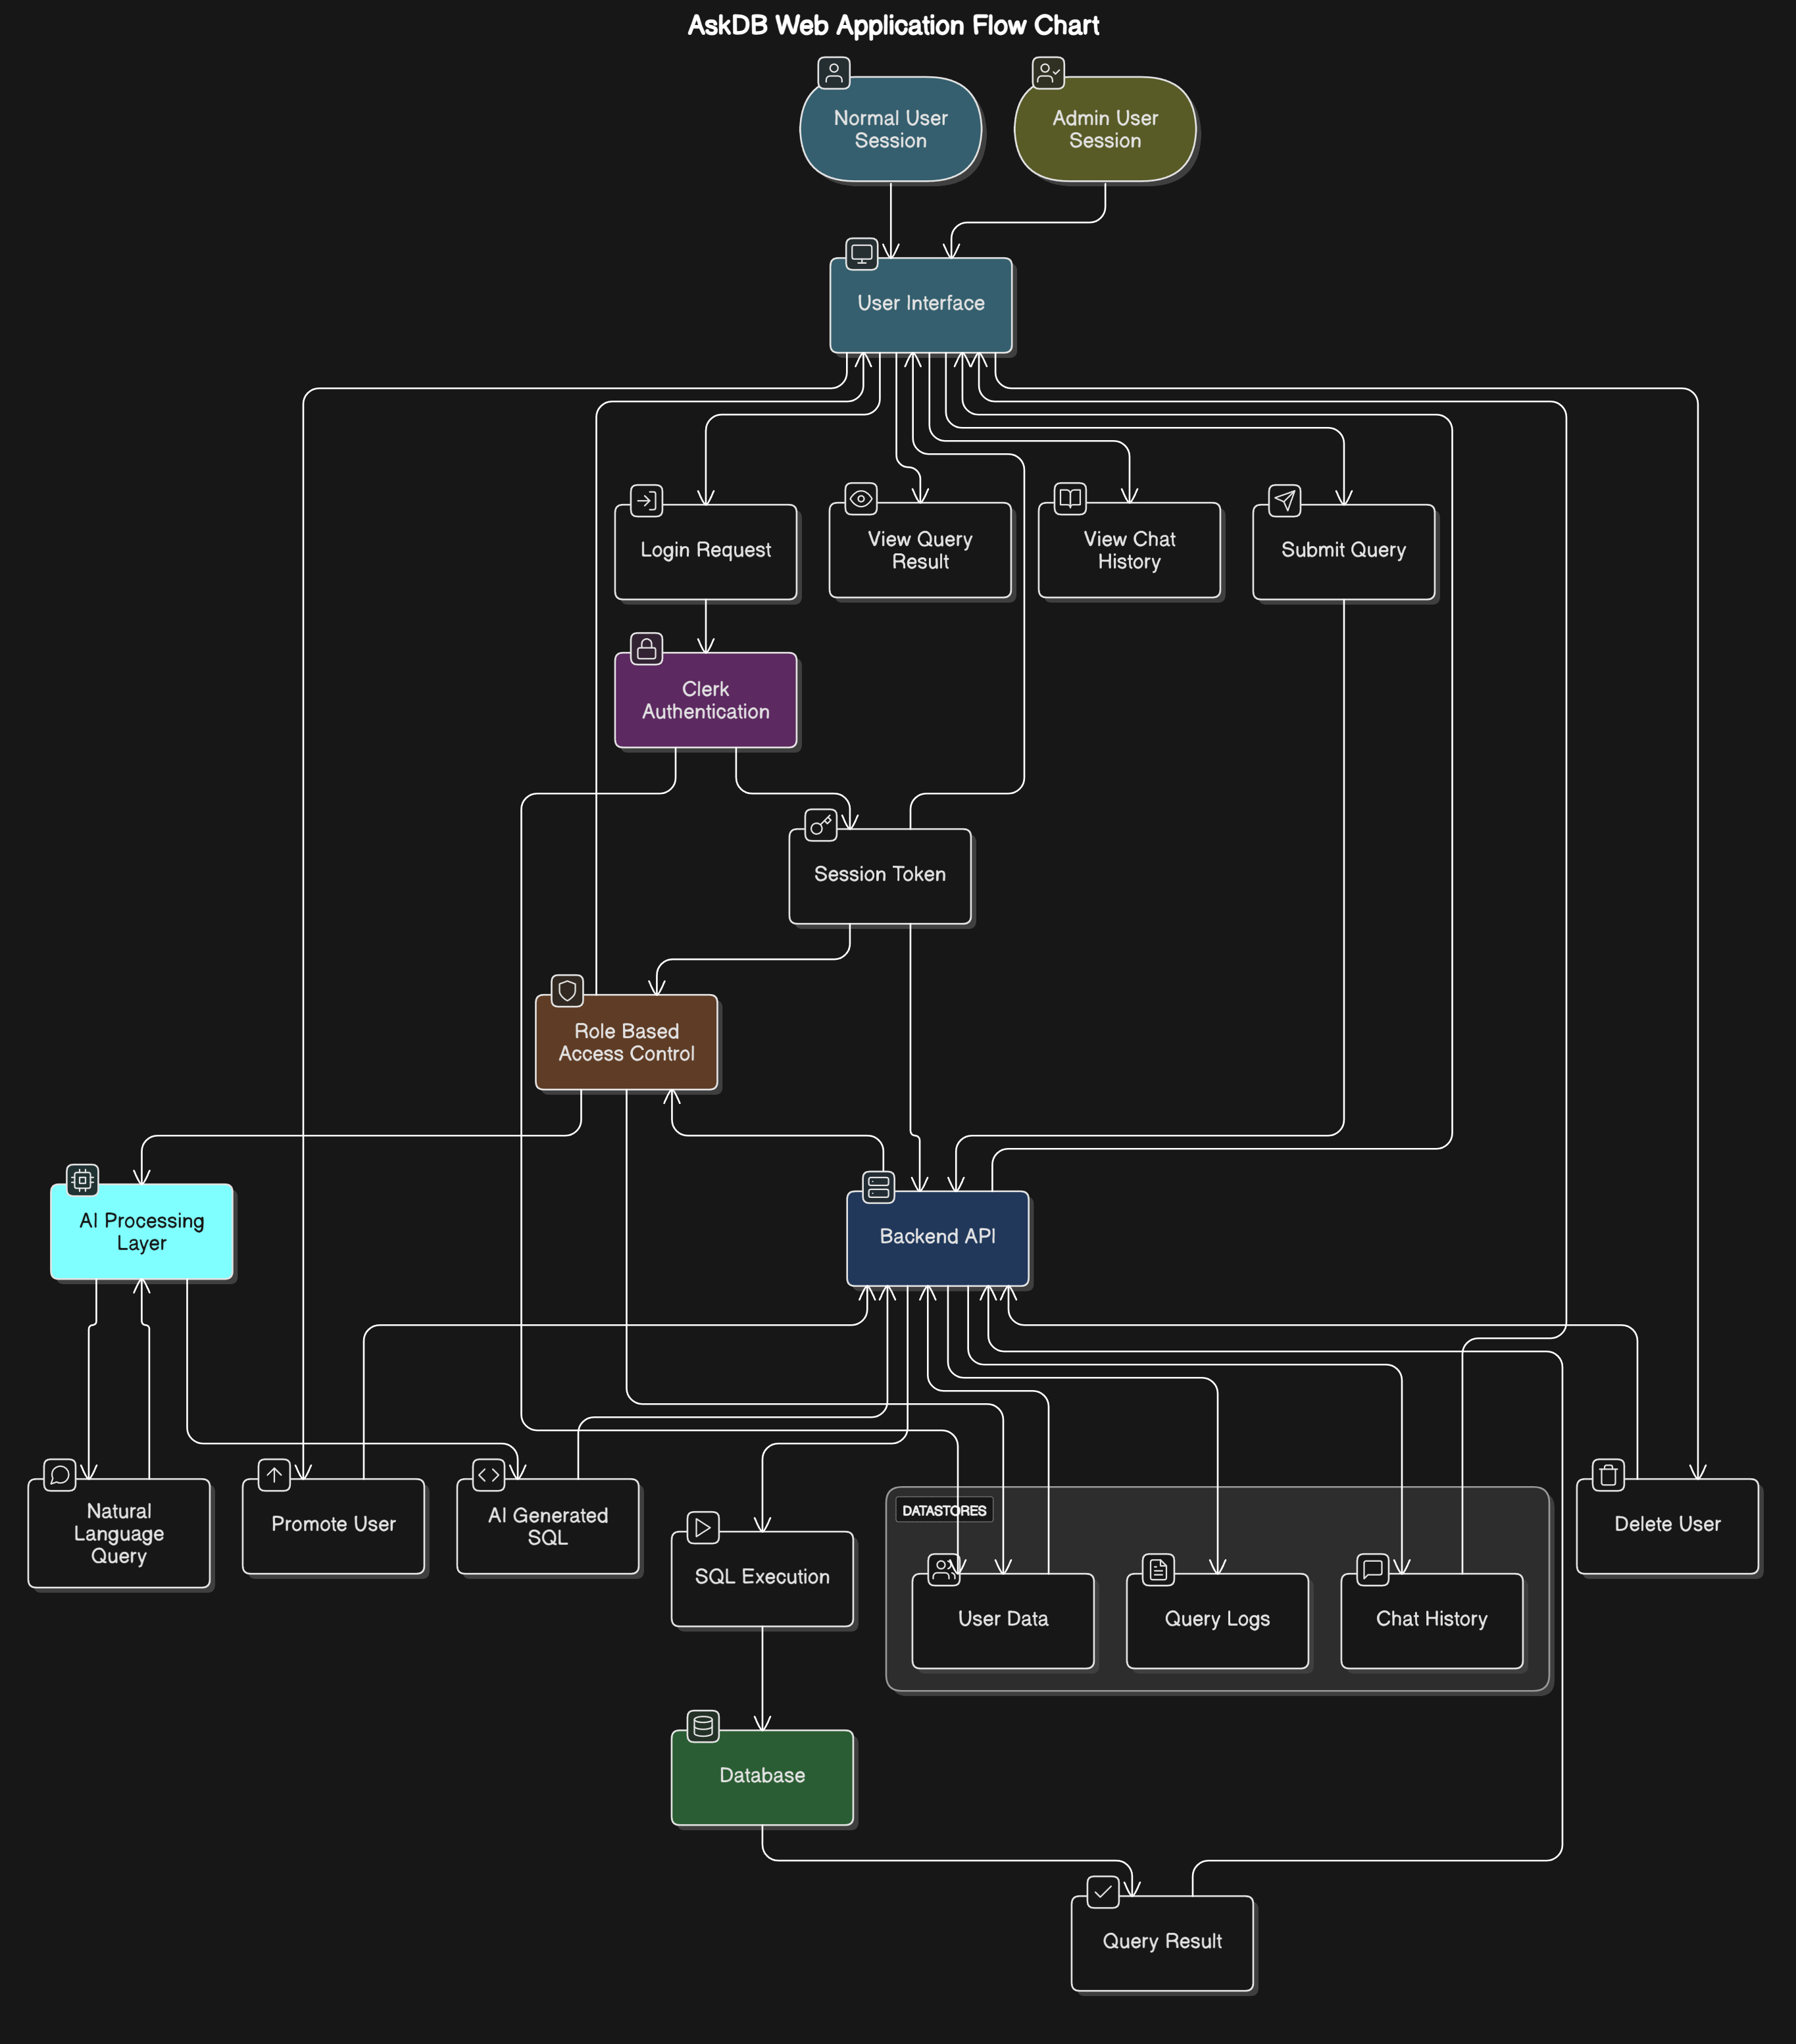 AskDB Web Application Flow Chart
Normal User
Session
Admin User
Session
User Interface
Login Request
View Query
Result
View Chat
History
Submit Query
Clerk
Authentication
Session Token
Role Based
Access Control
AI Processing
Layer
Backend API
Natural
Language
Query
Promote User
AI Generated
SQL
SQL Execution
DATASTORES
User Data
Query Logs
Chat History
Delete User
Database
Query Result